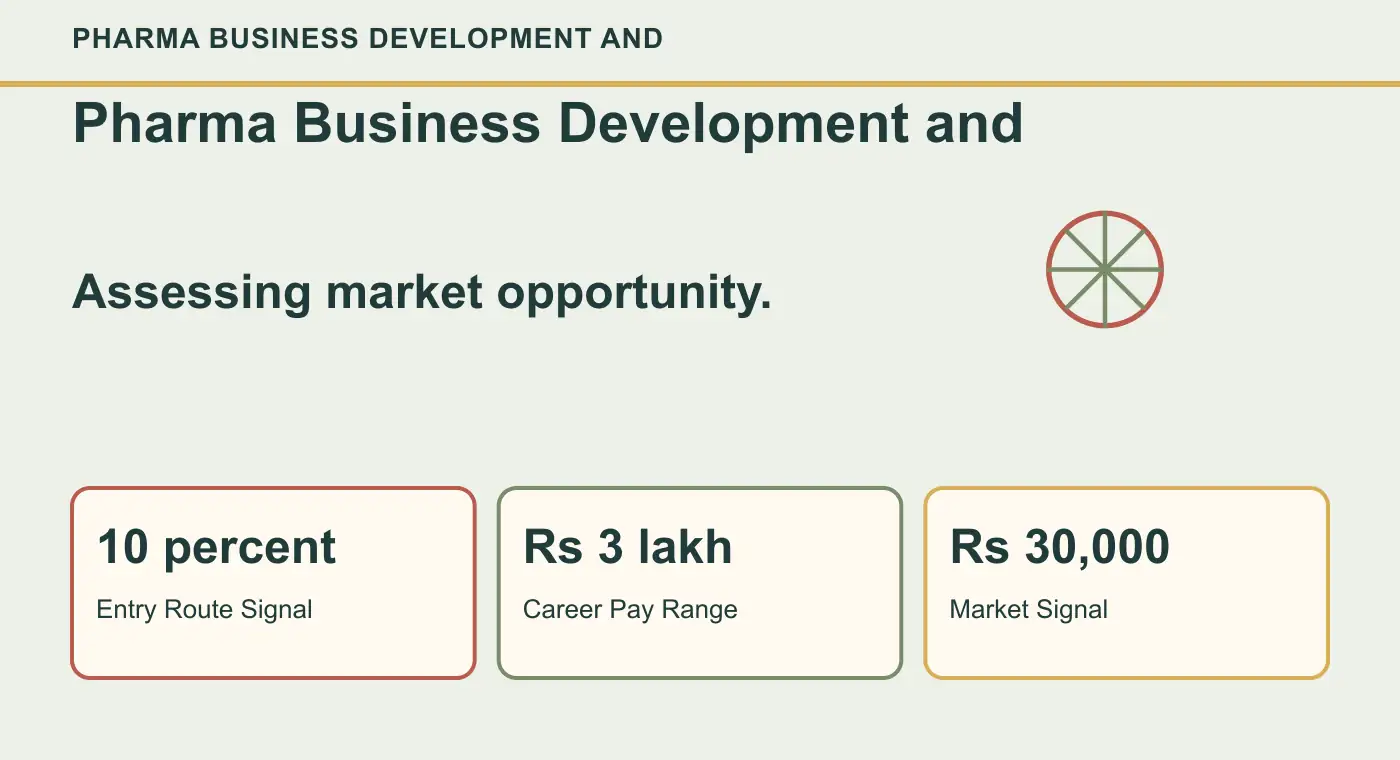 PHARMA BUSINESS DEVELOPMENT AND
Pharma Business Development and
Assessing market opportunity.
10 percent
Entry Route Signal
Rs 3 lakh
Career Pay Range
Rs 30,000
Market Signal